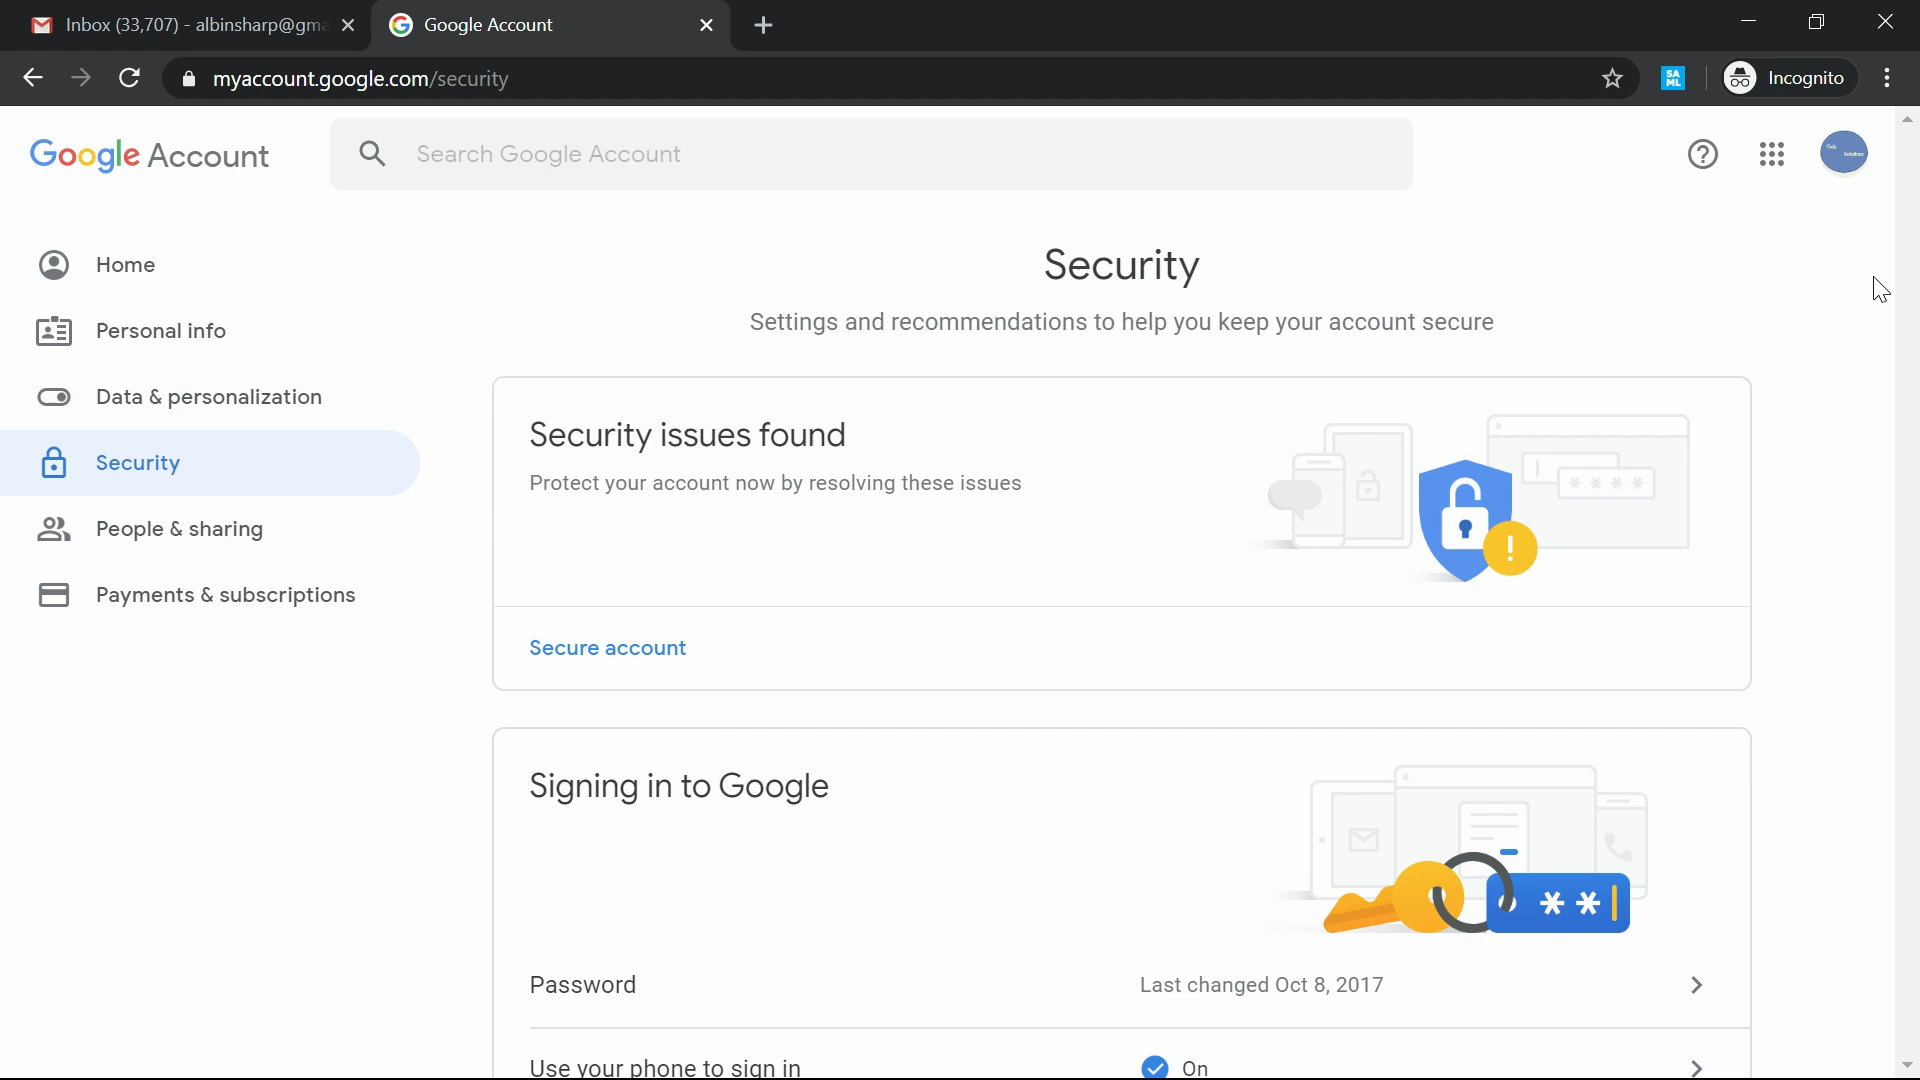 Inbox (33,707) - albinsharp@gm
Google Account
myaccount.google.com/security
SA
ML
Incognito
Google Account
Search Google Account
Home
Personal info
Data & personalization
Security
People & sharing
Payments & subscriptions
Security
Settings and recommendations to help you keep your account secure
Security issues found
Protect your account now by resolving these issues
* * * *
!
Secure account
Signing in to Google
* *
Password Last changed Oct 8, 2017
Use your phone to sign in On